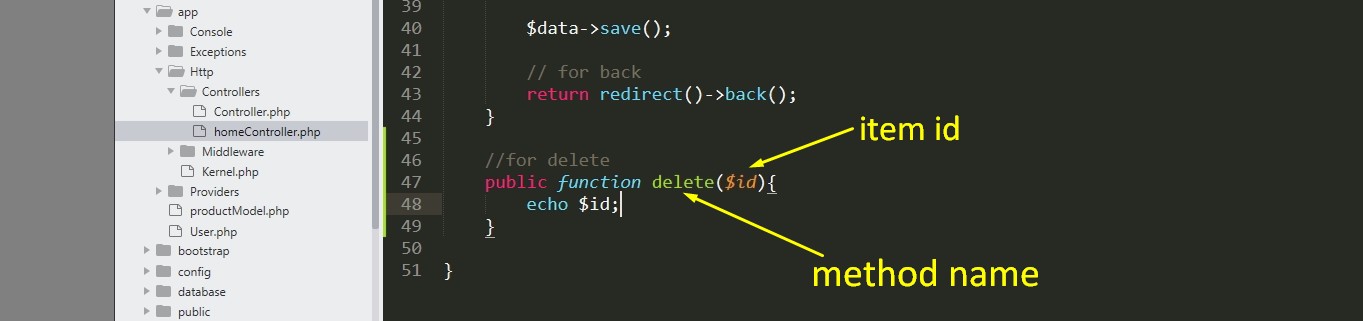 app
Console
Exceptions
Http
Controllers
Controller.php
homeController.php
Middleware
Kernel.php
Providers
productModel.php
User.php
bootstrap
config
database
public
39
40 $data->save();
41
42 // for back
43 return redirect()->back();
44 }
45
46 //for delete
47 public function delete($id){
48 echo $id;
49 }
50
51 }
item id
method name